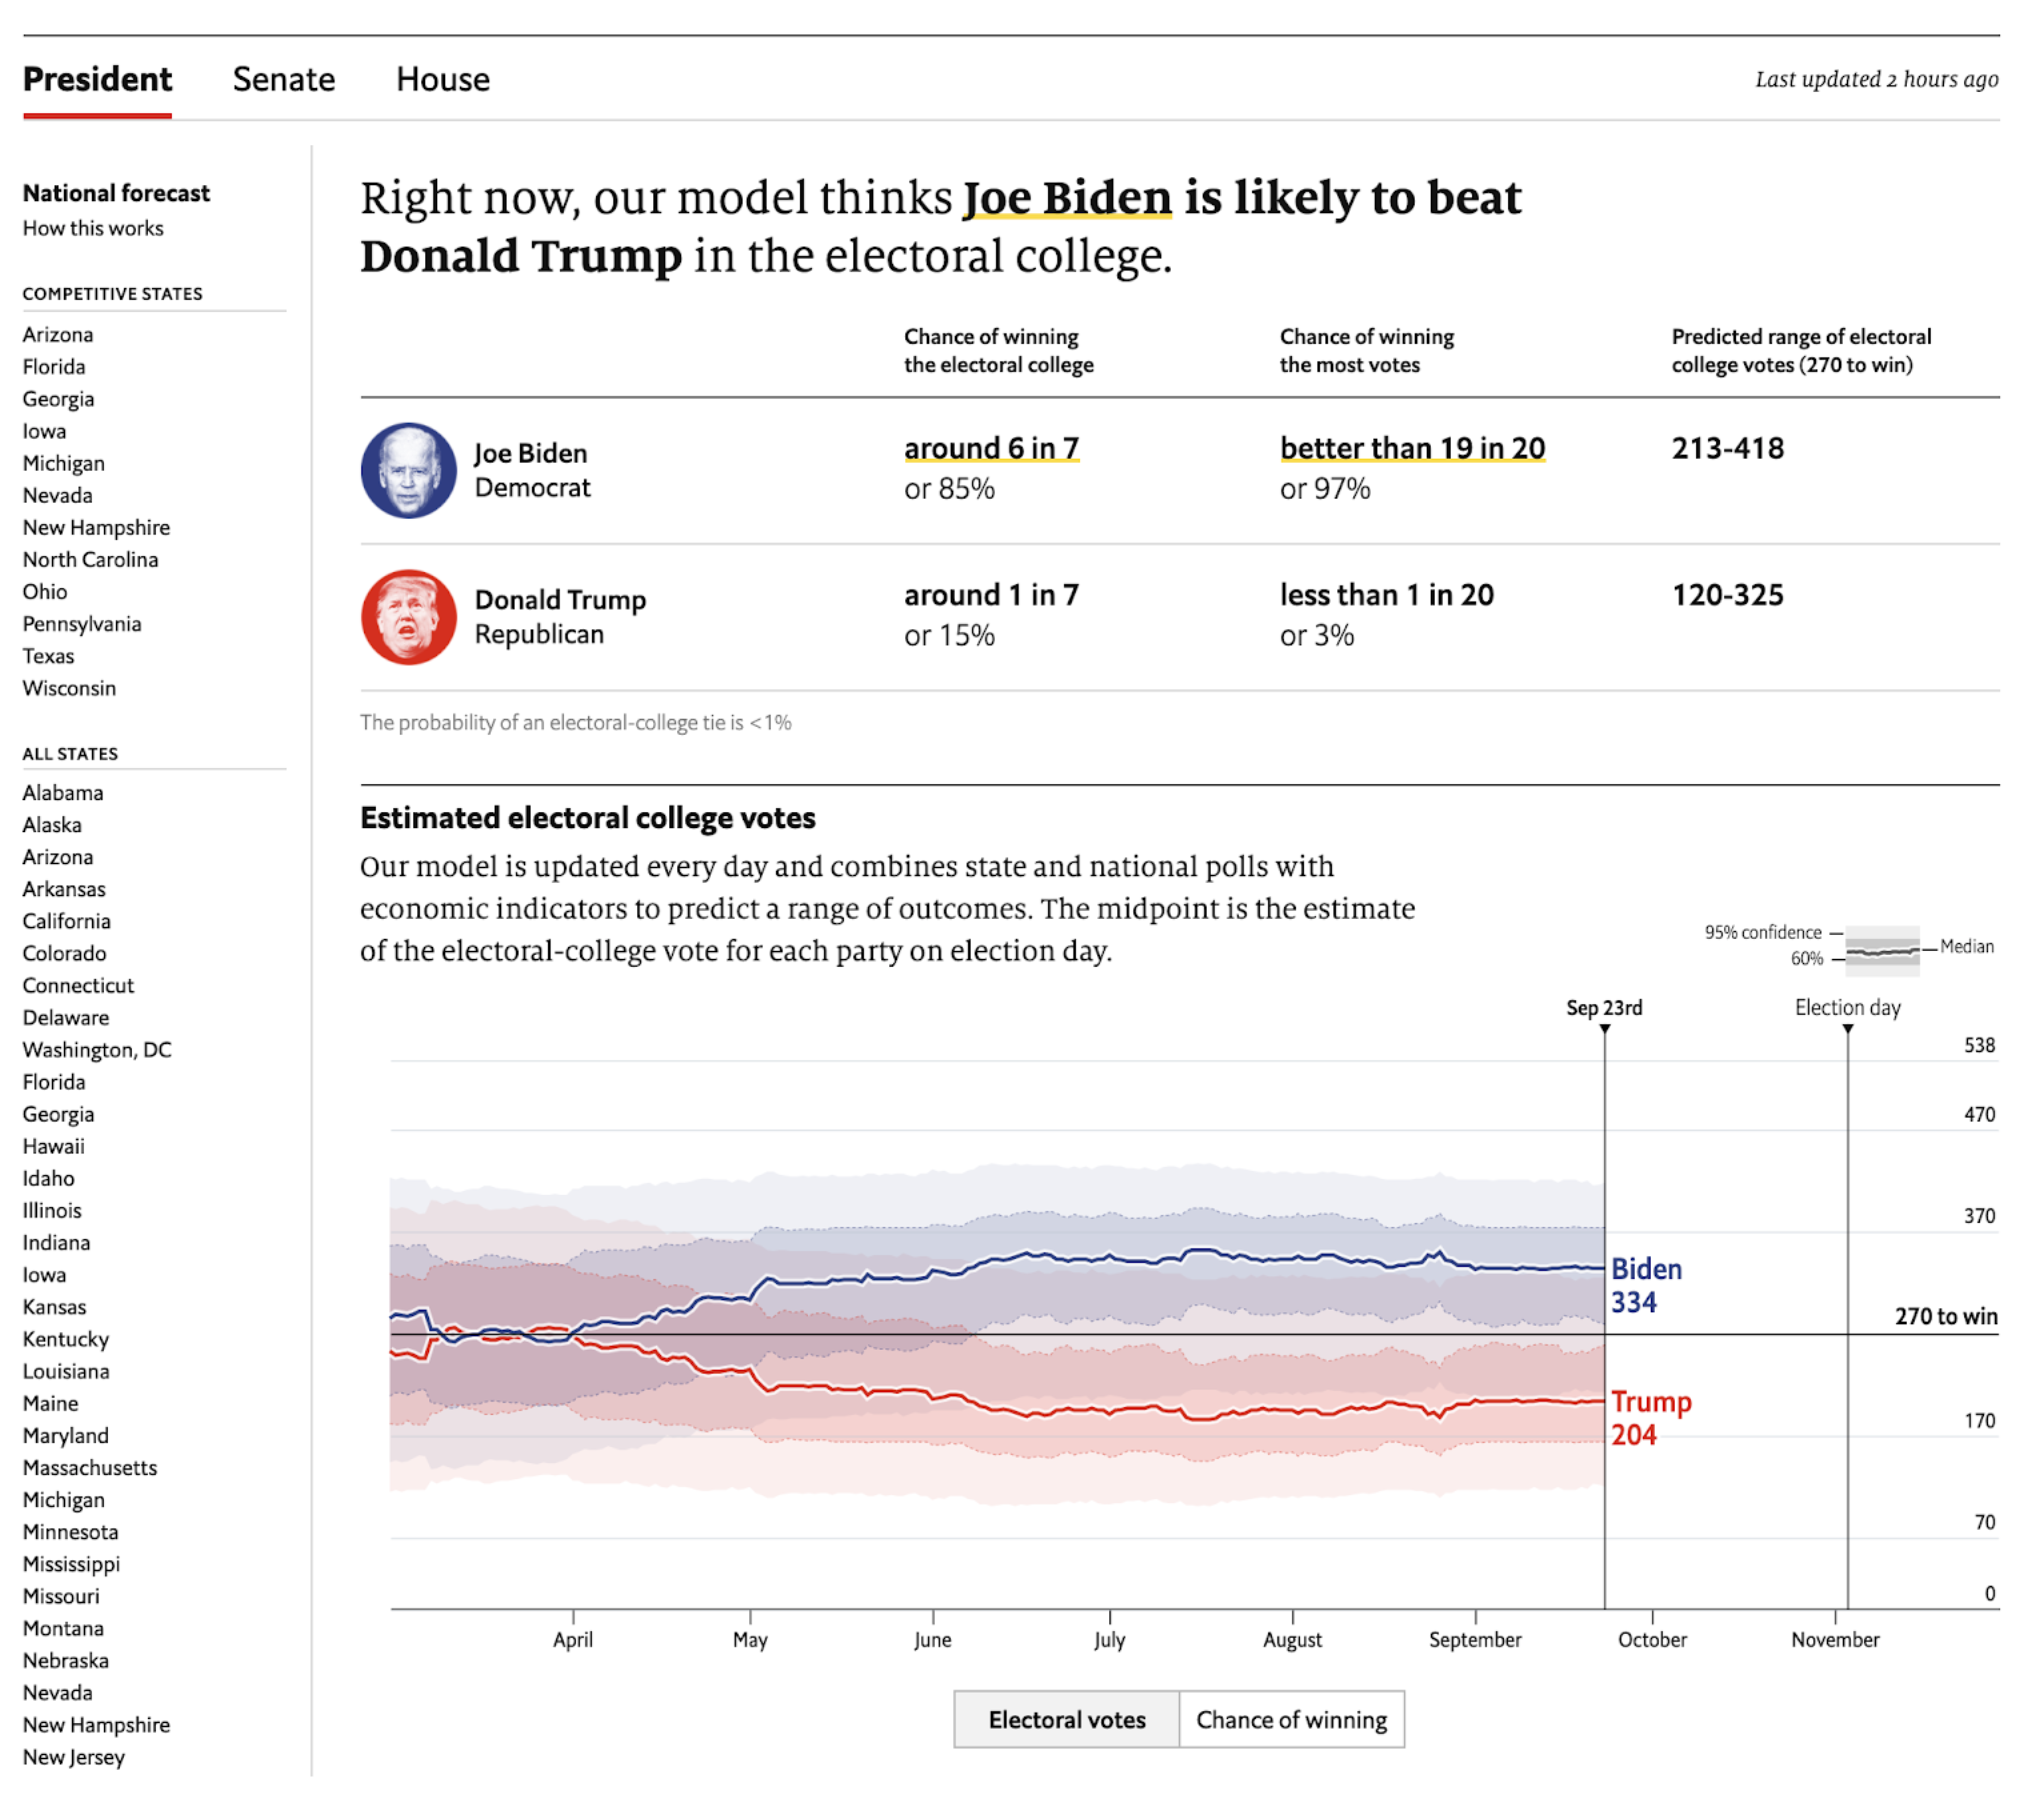 President Senate House Last updated 2 hours ago
National forecast
How this works
COMPETITIVE STATES
Arizona
Florida
Georgia
Iowa
Michigan
Nevada
New Hampshire
North Carolina
Ohio
Pennsylvania
Texas
Wisconsin
ALL STATES
Alabama
Alaska
Arizona
Arkansas
California
Colorado
Connecticut
Delaware
Washington, DC
Florida
Georgia
Hawaii
Idaho
Illinois
Indiana
Iowa
Kansas
Kentucky
Louisiana
Maine
Maryland
Massachusetts
Michigan
Minnesota
Mississippi
Missouri
Montana
Nebraska
Nevada
New Hampshire
New Jersey
Right now, our model thinks Joe Biden is likely to beat
Donald Trump in the electoral college.
Chance of winning
the electoral college
Chance of winning
the most votes
Predicted range of electoral
college votes (270 to win)
Joe Biden
Democrat
around 6 in 7
or 85%
better than 19 in 20
or 97%
213-418
Donald Trump
Republican
around 1 in 7
or 15%
less than 1 in 20
or 3%
120-325
The probability of an electoral-college tie is <1%
Estimated electoral college votes
Our model is updated every day and combines state and national polls with
economic indicators to predict a range of outcomes. The midpoint is the estimate
of the electoral-college vote for each party on election day.
95% confidence
60%
Median
Sep 23rd
Election day
538
470
370
Biden
334
270 to win
Trump
204
170
70
0
April May June July August September October November
Electoral votes Chance of winning